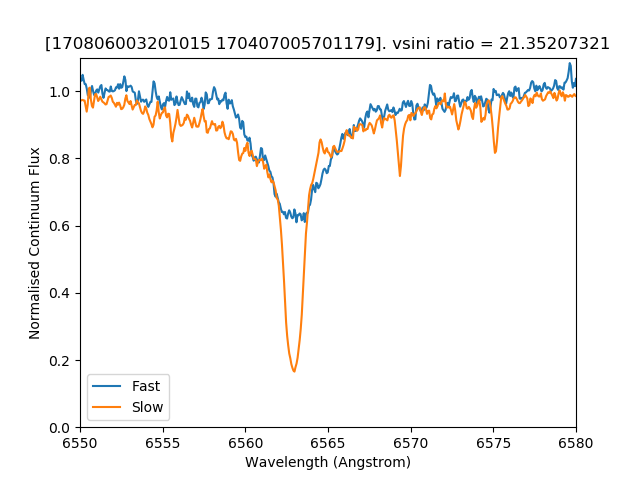 [170806003201015 170407005701179]. vsini ratio = 21.35207321
Normalised Continuum Flux
1.0
0.8
0.6
0.4
0.2
0.0
Fast
Slow
6550 6555 6560 6565 6570 6575 6580
Wavelength (Angstrom)